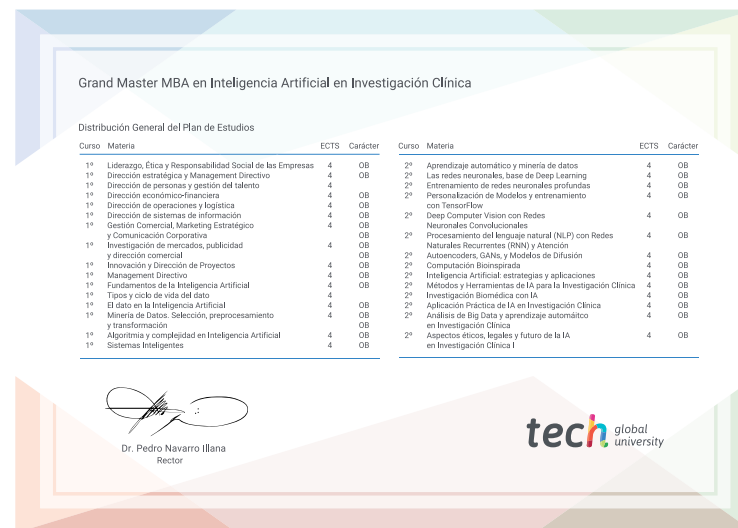 Grand Master MBA en Inteligencia Artificial en Investigación Clínica
Distribución General del Plan de Estudios
Curso Materia ECTS Carácter
1º Liderazgo, Ética y Responsabilidad Social de las Empresas 4 OB
1º Dirección estratégica y Management Directivo 4 OB
1º Dirección de personas y gestión del talento 4
1º Dirección económico-financiera 4 OB
1º Dirección de operaciones y logística 4 OB
1º Dirección de sistemas de información 4 OB
1º Gestión Comercial, Marketing Estratégico 4 OB
y Comunicación Corporativa OB
1º Investigación de mercados, publicidad 4 OB
y dirección comercial OB
1º Innovación y Dirección de Proyectos 4 OB
1º Management Directivo 4 OB
1º Fundamentos de la Inteligencia Artificial 4 OB
1º Tipos y ciclo de vida del dato 4
1º El dato en la Inteligencia Artificial 4 OB
1º Minería de Datos. Selección, preprocesamiento 4 OB
y transformación OB
1º Algoritmia y complejidad en Inteligencia Artificial 4 OB
1º Sistemas Inteligentes 4 OB
Curso Materia ECTS Carácter
2º Aprendizaje automático y minería de datos 4 OB
2º Las redes neuronales, base de Deep Learning 4 OB
2º Entrenamiento de redes neuronales profundas 4 OB
2º Personalización de Modelos y entrenamiento 4 OB
con TensorFlow
2º Deep Computer Vision con Redes 4 OB
Neuronales Convolucionales
2º Procesamiento del lenguaje natural (NLP) con Redes 4 OB
Naturales Recurrentes (RNN) y Atención
2º Autoencoders, GANs, y Modelos de Difusión 4 OB
2º Computación Bioinspirada 4 OB
2º Inteligencia Artificial: estrategias y aplicaciones 4 OB
2º Métodos y Herramientas de IA para la Investigación Clínica 4 OB
2º Investigación Biomédica con IA 4 OB
2º Aplicación Práctica de IA en Investigación Clínica 4 OB
2º Análisis de Big Data y aprendizaje automáitco 4 OB
en Investigación Clínica
2º Aspectos éticos, legales y futuro de la IA 4 OB
en Investigación Clínica I
Dr. Pedro Navarro Illana
Rector
tech global
university